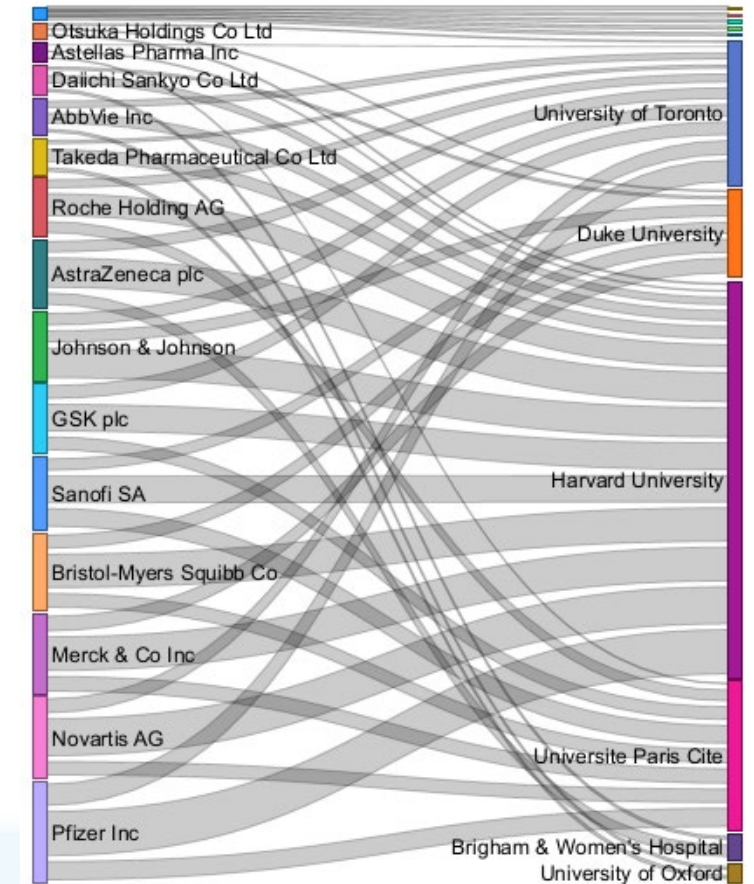 Otsuka Holdings Co Ltd
Astellas Pharma Inc
Daiichi Sankyo Co Ltd
AbbVie Inc
Takeda Pharmaceutical Co Ltd
Roche Holding AG
AstraZeneca plc
Johnson & Johnson
GSK plc
Sanofi SA
Bristol-Myers Squibb Co
Merck & Co Inc
Novartis AG
Pfizer Inc
University of Toronto
Duke University
Harvard University
Universite Paris Cite
Brigham & Women's Hospital
University of Oxford